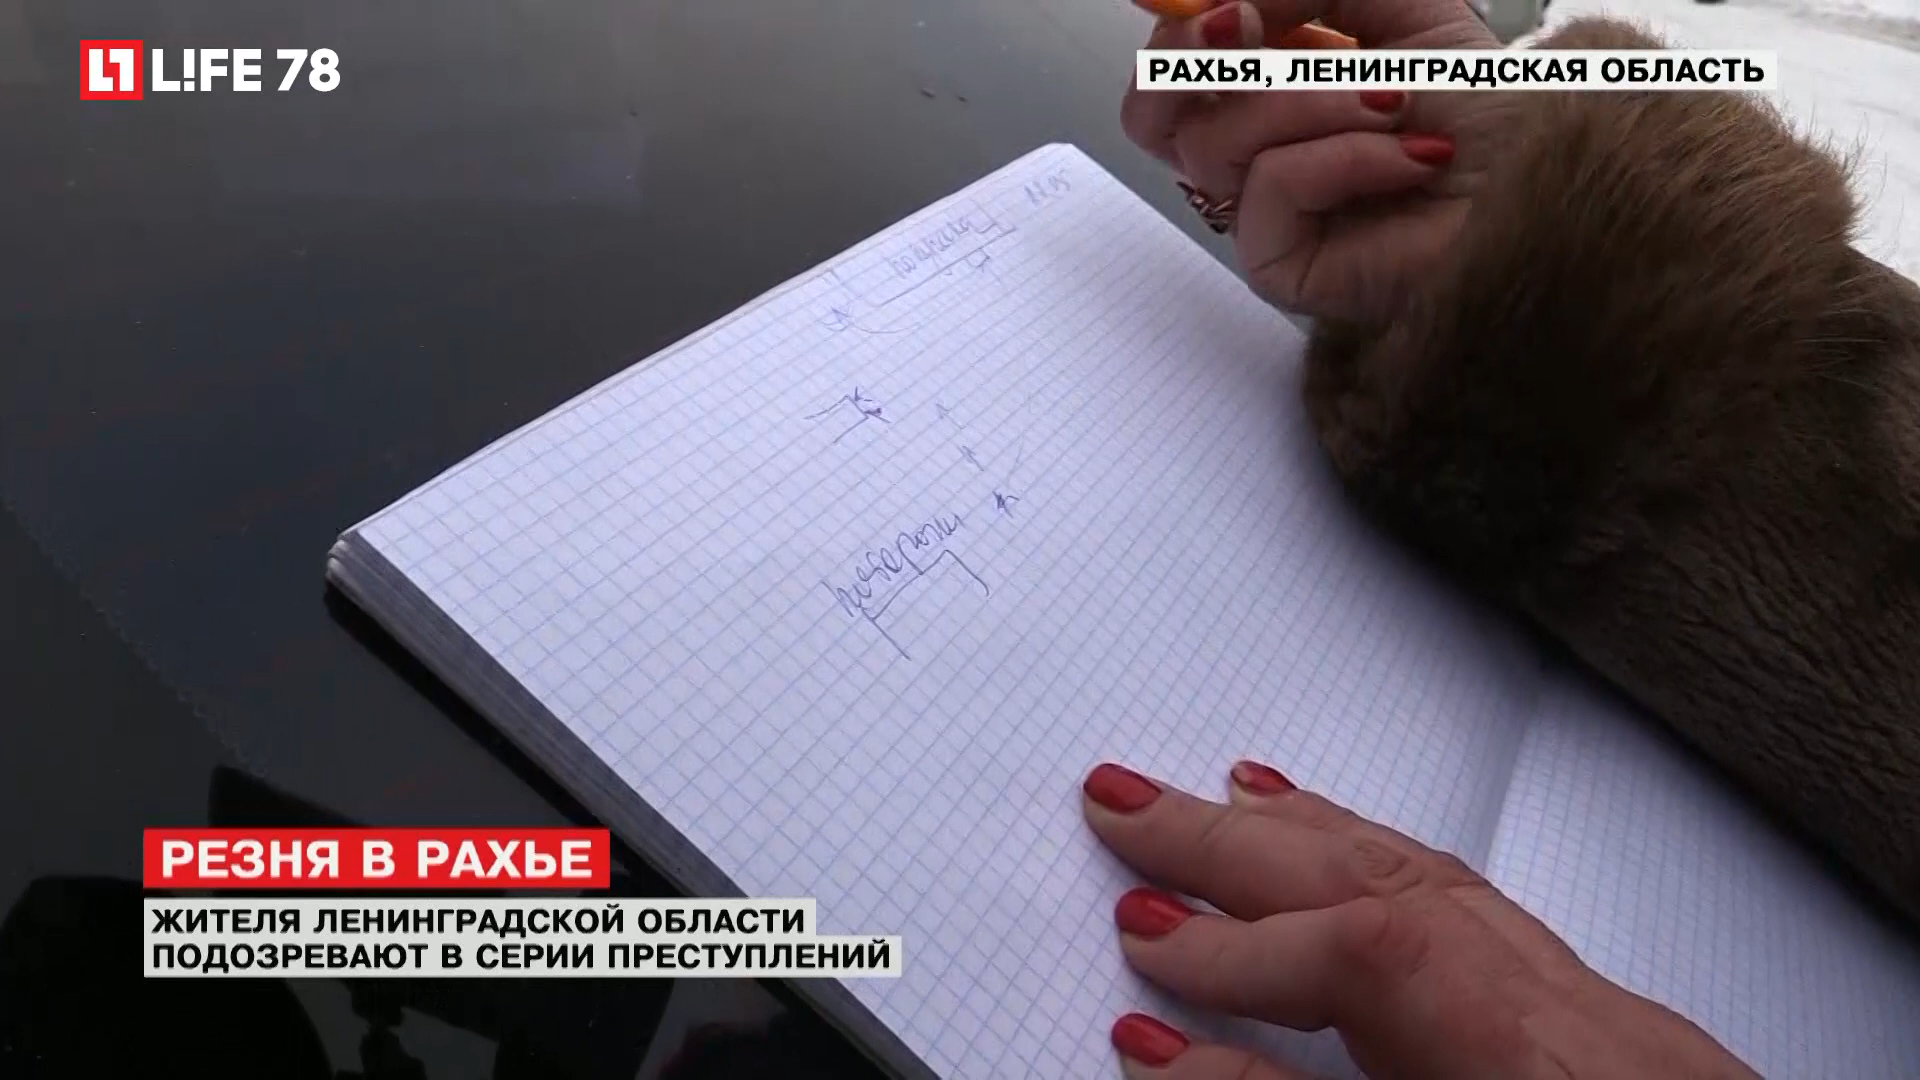 L!FE 78
РАХЬЯ, ЛЕНИНГРАДСКАЯ ОБЛАСТЬ
РЕЗНЯ В РАХЬЕ
ЖИТЕЛЯ ЛЕНИНГРАДСКОЙ ОБЛАСТИ
ПОДОЗРЕВАЮТ В СЕРИИ ПРЕСТУПЛЕНИЙ